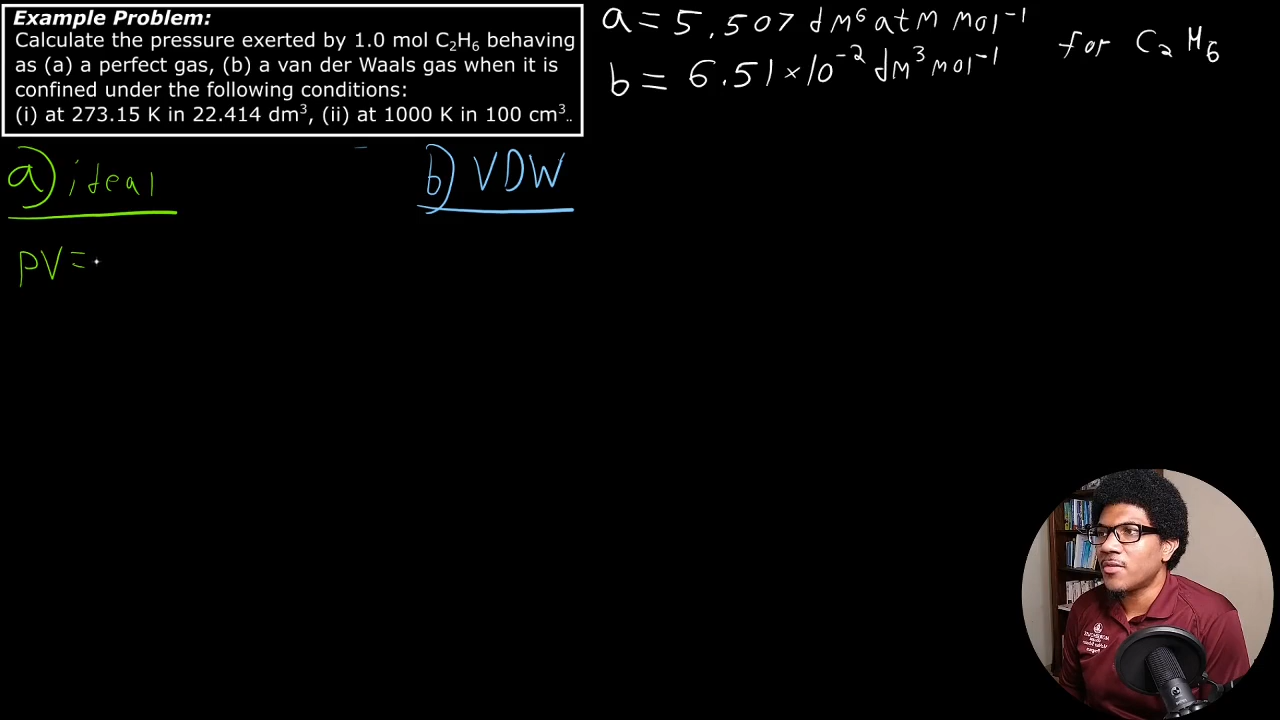 Example Problem:
Calculate the pressure exerted by 1.0 mol C₂H₆ behaving
as (a) a perfect gas, (b) a van der Waals gas when it is
confined under the following conditions:
(i) at 273.15 K in 22.414 dm³, (ii) at 1000 K in 100 cm³..
a = 5.507 dm⁶ atm mol⁻¹
b = 6.51 × 10⁻² dm³ mol⁻¹
for C₂H₆
a) ideal
b) VDW
pV =